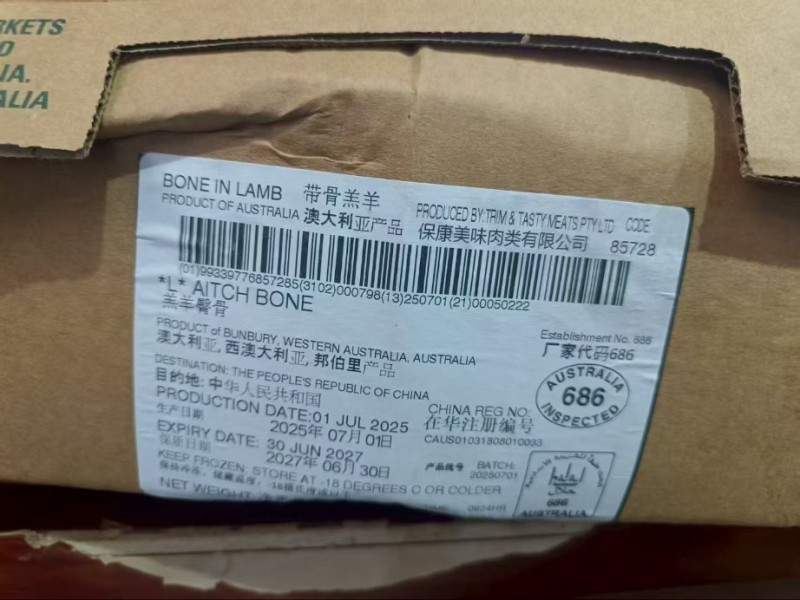 RKETS
D
IA.
ALIA
BONE IN LAMB 带骨羔羊
PRODUCT OF AUSTRALIA 澳大利亚产品
PRODUCED BY:TRIM & TASTY MEATS PTY LTD CODE:
保康美味肉类有限公司 85728
(01)99339776857285(3102)000798(13)250701(21)00050222
*L* AITCH BONE
羔羊臀骨
PRODUCT of BUNBURY, WESTERN AUSTRALIA, AUSTRALIA
澳大利亚, 西澳大利亚, 邦伯里产品
Establishment No. 686
厂家代码686
AUSTRALIA
686
INSPECTED
DESTINATION: THE PEOPLE'S REPUBLIC OF CHINA
目的地: 中华人民共和国
PRODUCTION DATE:01 JUL 2025
生产日期 2025年 07月 01日
CHINA REG NO:
在华注册编号
CAUS01031808010093
EXPIRY DATE: 30 JUN 2027
保质日期 2027年 06月 30日
产品批号 BATCH:
20250701
KEEP FROZEN: STORE AT -18 DEGREES C OR COLDER
NET WEIGHT:
halal
حلال
686
AUSTRALIA